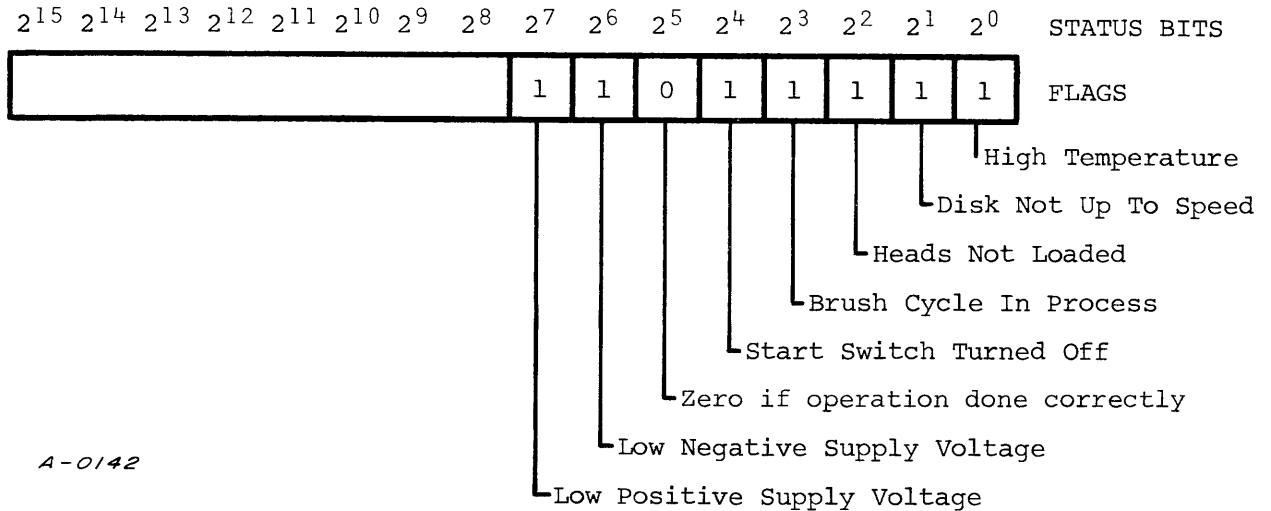 2^15 2^14 2^13 2^12 2^11 2^10 2^9 2^8 2^7 2^6 2^5 2^4 2^3 2^2 2^1 2^0 STATUS BITS
1 1 0 1 1 1 1 1 FLAGS
High Temperature
Disk Not Up To Speed
Heads Not Loaded
Brush Cycle In Process
Start Switch Turned Off
Zero if operation done correctly
Low Negative Supply Voltage
A-0142
Low Positive Supply Voltage